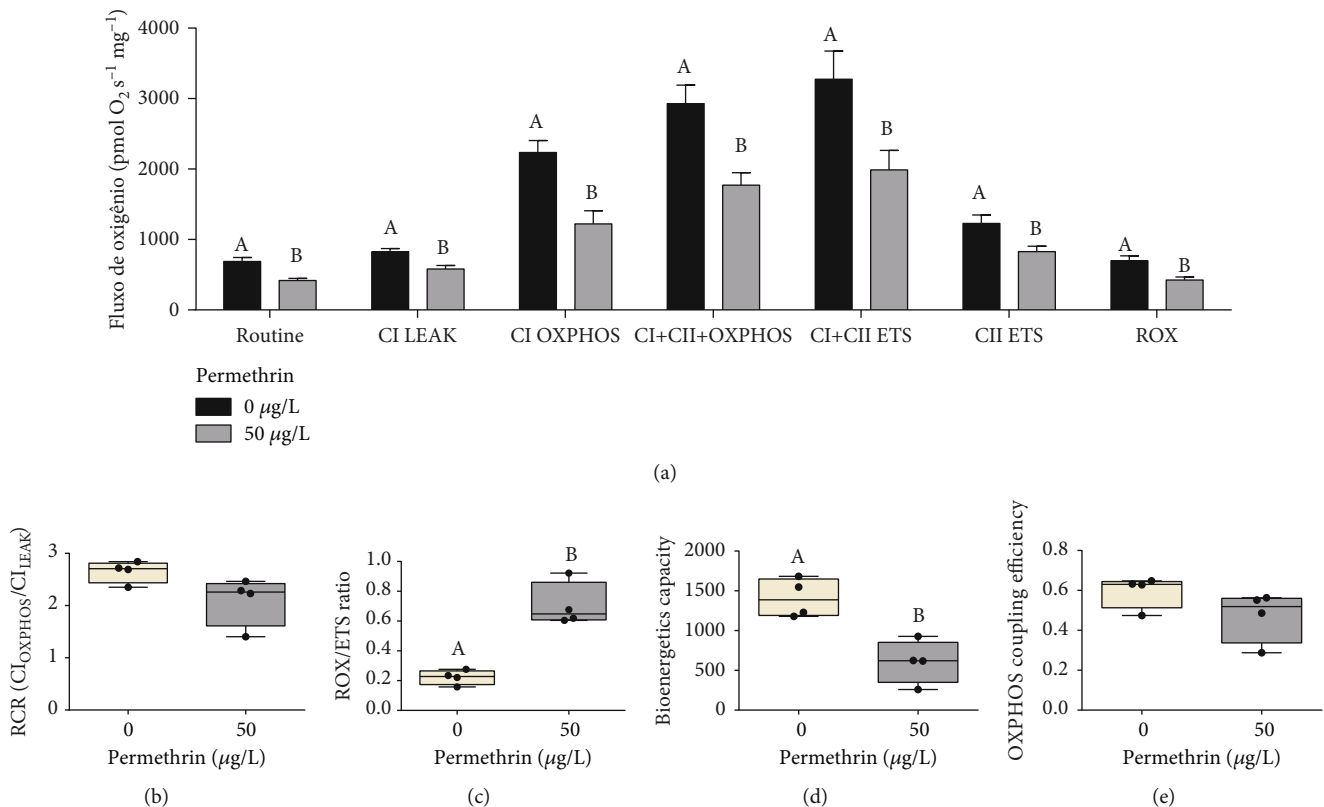 Fluxo de oxigênio (pmol O₂ s⁻¹ mg⁻¹)
4000
3000
2000
1000
0
A
B
A
B
A
B
A
B
A
B
A
B
A
B
Routine
CI LEAK
CI OXPHOS
CI+CII+OXPHOS
CI+CII ETS
CII ETS
ROX
Permethrin
0 µg/L
50 µg/L
(a)
RCR (CI_OXPHOS/CI_LEAK)
3
2
1
0
0
50
Permethrin (µg/L)
(b)
ROX/ETS ratio
1.0
0.8
0.6
0.4
0.2
0.0
A
B
0
50
Permethrin (µg/L)
(c)
Bioenergetics capacity
2000
1500
1000
500
0
A
B
0
50
Permethrin (µg/L)
(d)
OXPHOS coupling efficiency
0.8
0.6
0.4
0.2
0.0
0
50
Permethrin (µg/L)
(e)